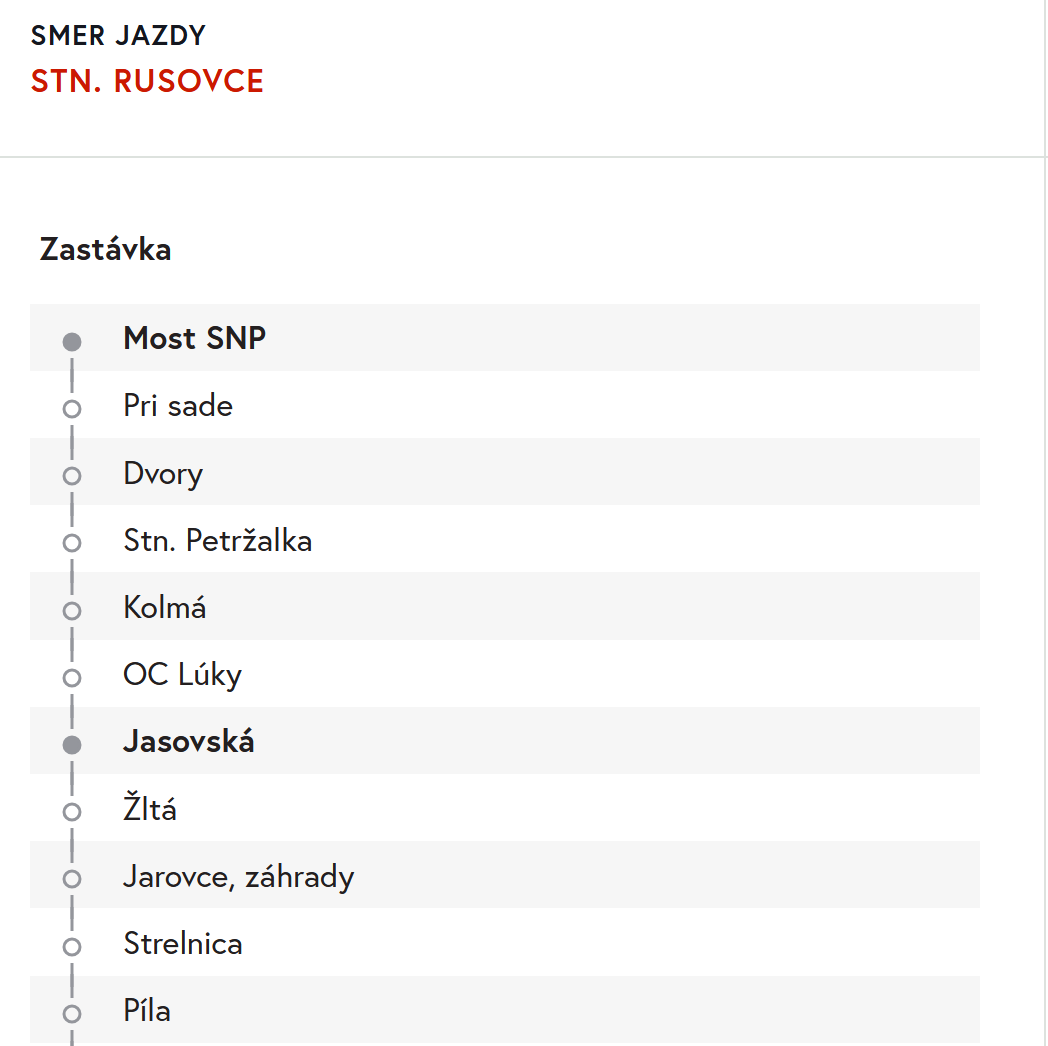 SMER JAZDY
STN. RUSOVCE
Zastávka
Most SNP
Pri sade
Dvory
Stn. Petržalka
Kolmá
OC Lúky
Jasovská
Žltá
Jarovce, záhrady
Strelnica
Píla